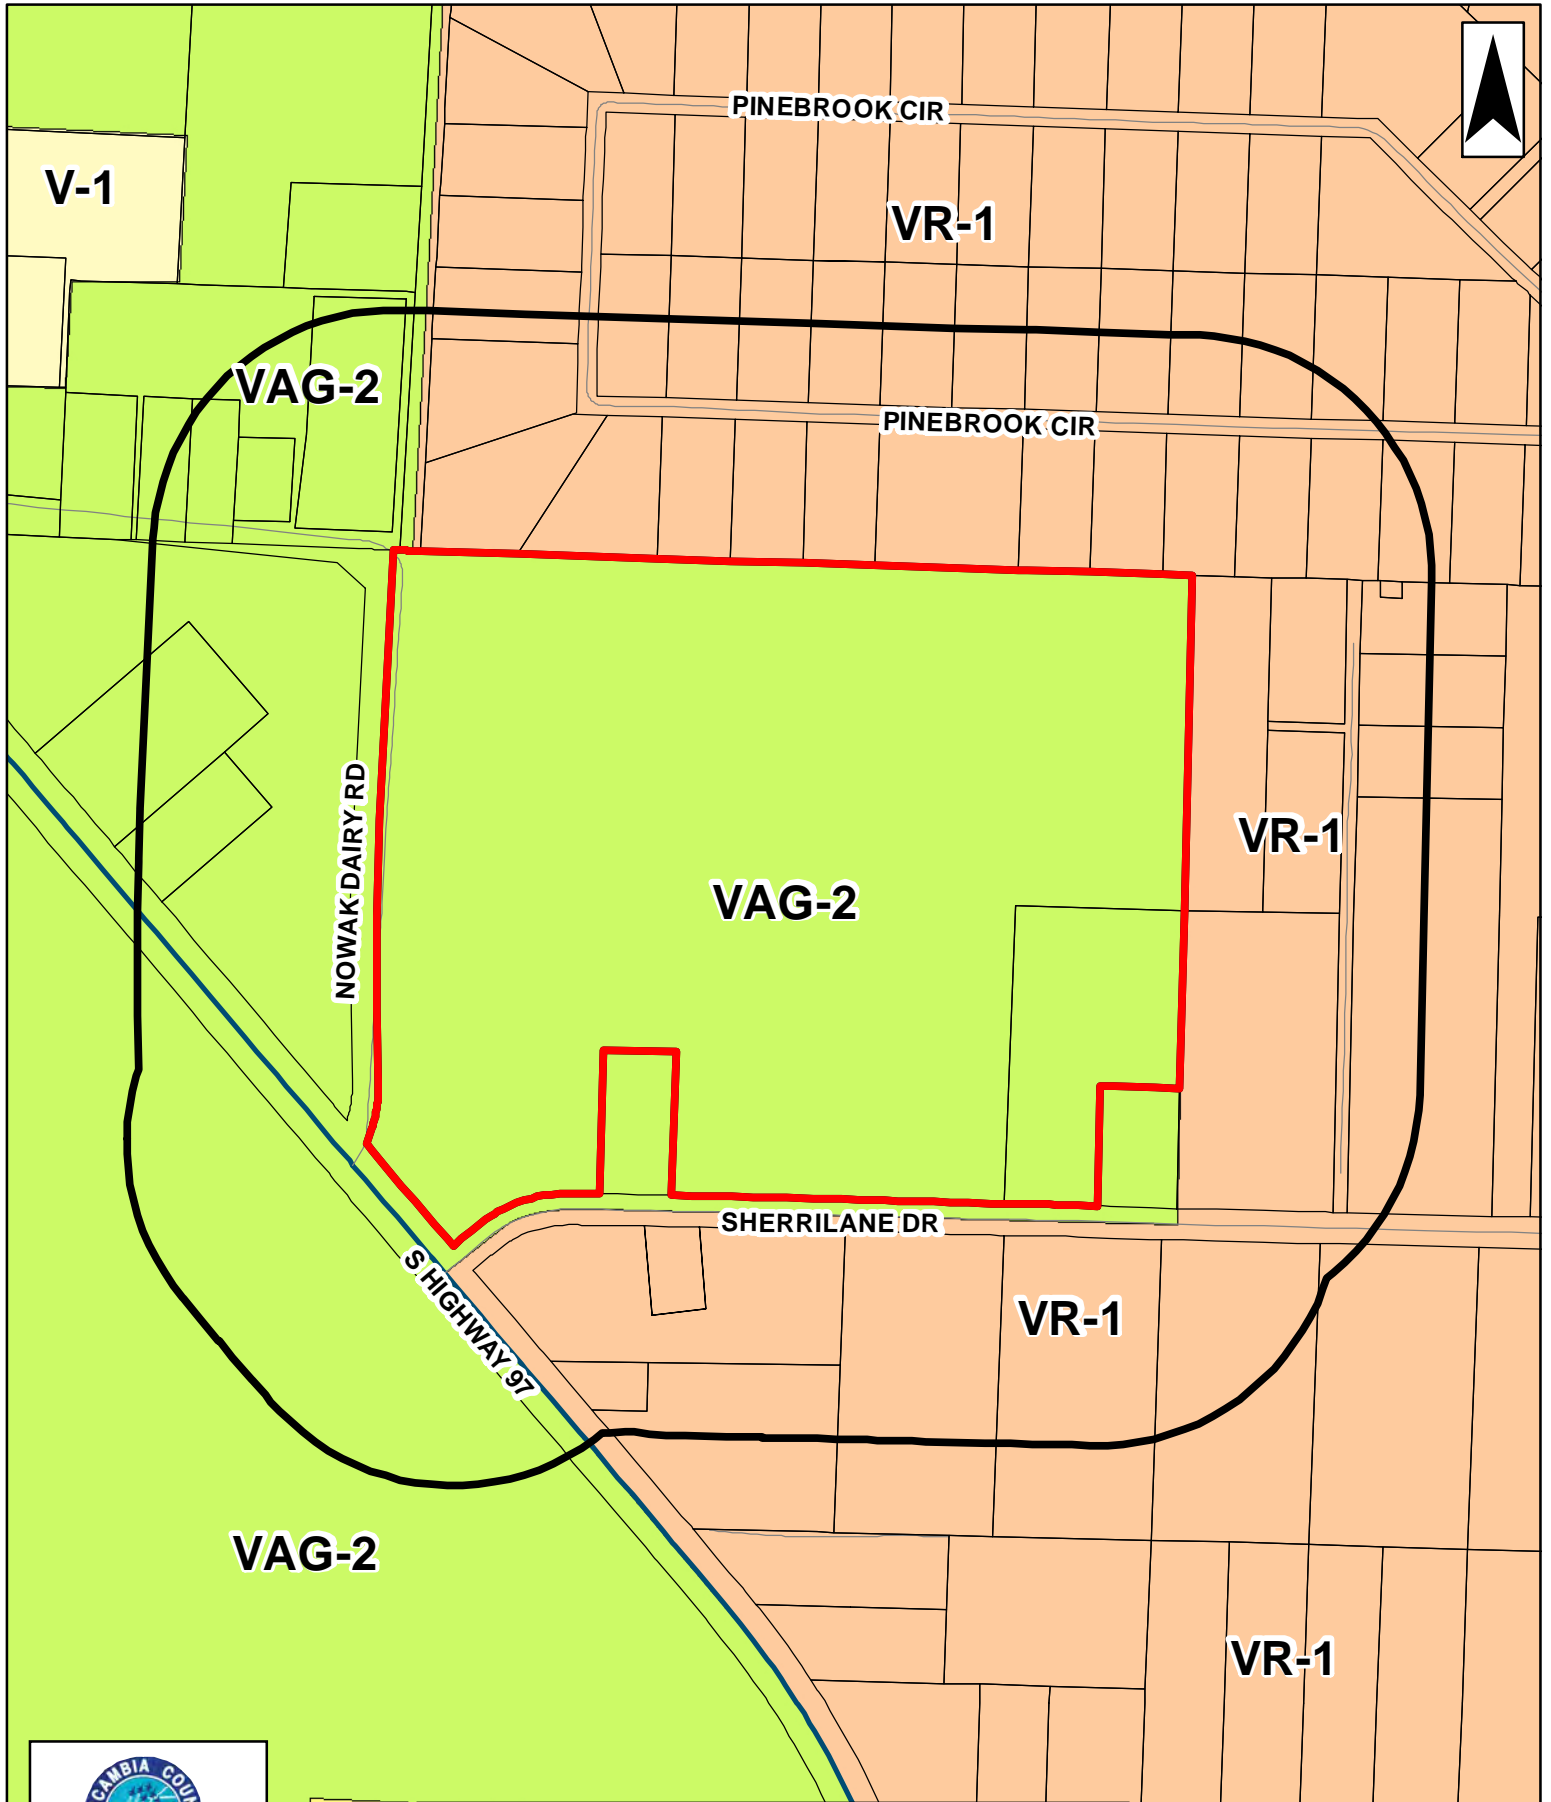 PINEBROOK CIR
V-1
VR-1
VAG-2
PINEBROOK CIR
NOWAK DAIRY RD
VR-1
VAG-2
SHERRILANE DR
S HIGHWAY 97
VR-1
VAG-2
VR-1